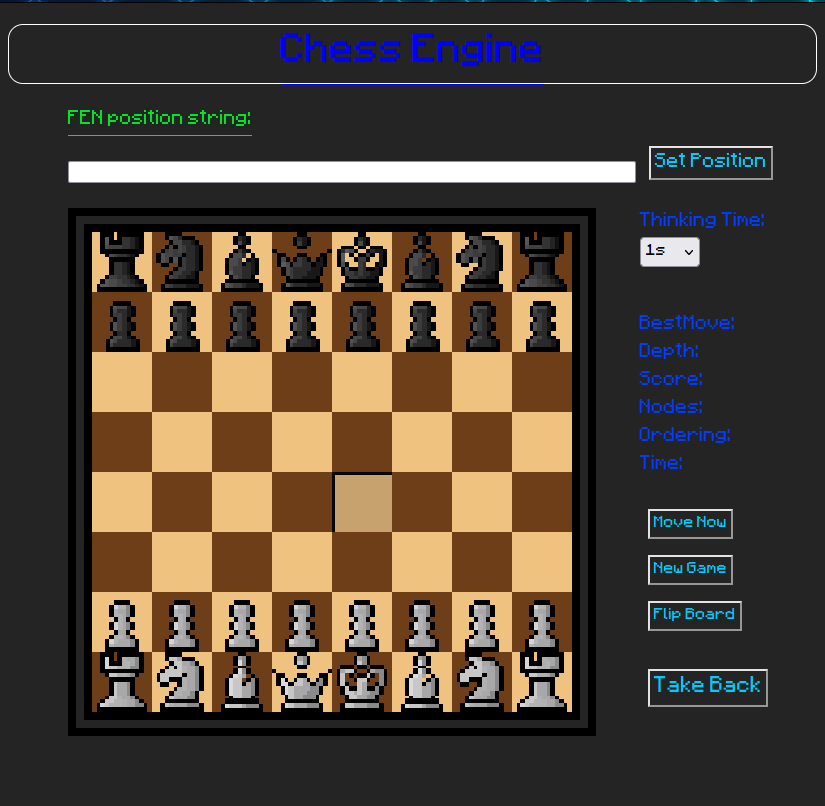 Chess Engine
FEN position string:
Set Position
Thinking Time:
1s
BestMove:
Depth:
Score:
Nodes:
Ordering:
Time:
Move Now
New Game
Flip Board
Take Back